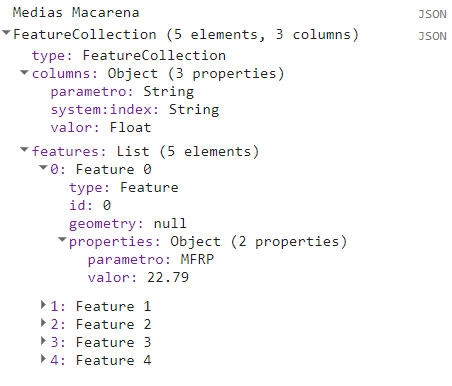 Medias Macarena JSON
FeatureCollection (5 elements, 3 columns) JSON
type: FeatureCollection
columns: Object (3 properties)
parametro: String
system:index: String
valor: Float
features: List (5 elements)
0: Feature 0
type: Feature
id: 0
geometry: null
properties: Object (2 properties)
parametro: MFRP
valor: 22.79
1: Feature 1
2: Feature 2
3: Feature 3
4: Feature 4